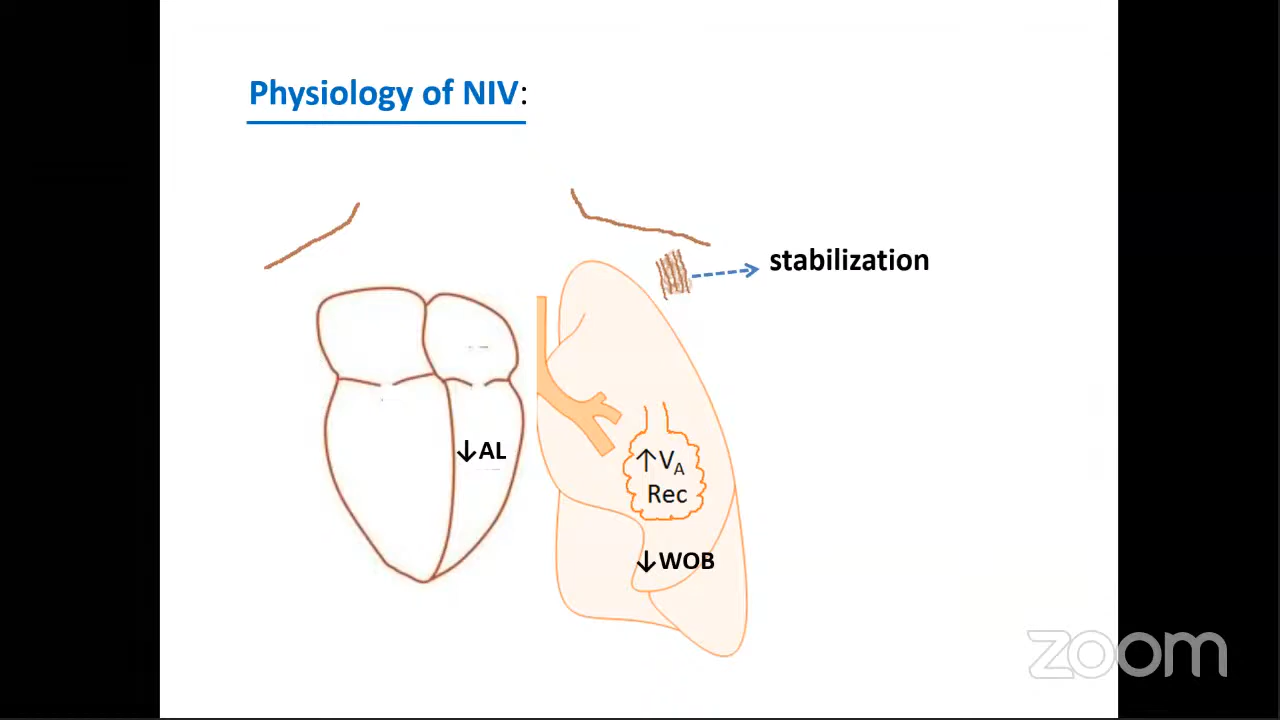 Physiology of NIV:
stabilization
↓AL
↑VA
Rec
↓WOB
zoom